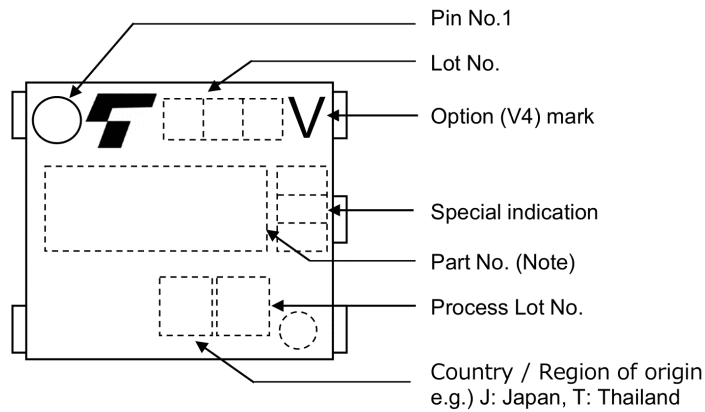 Pin No.1
Lot No.
V
Option (V4) mark
Special indication
Part No. (Note)
Process Lot No.
Country / Region of origin
e.g.) J: Japan, T: Thailand